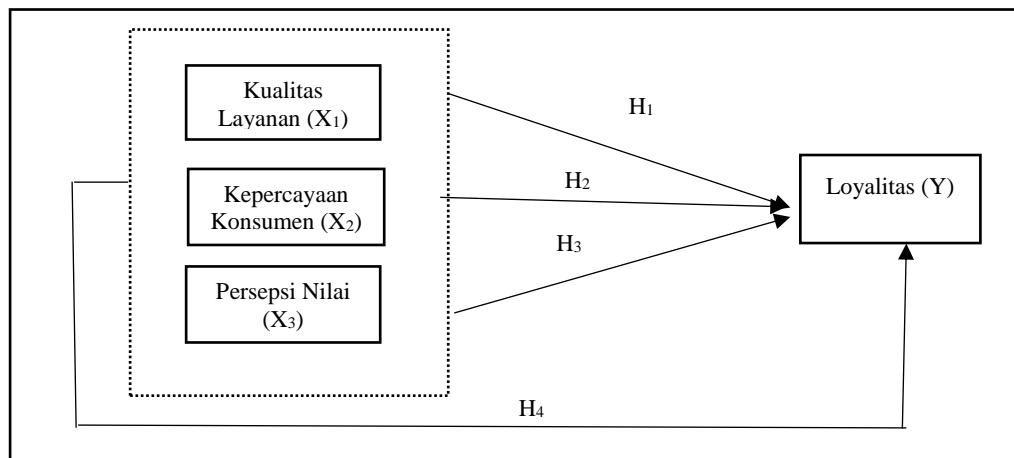 Kualitas
Layanan (X₁)
H₁
Kepercayaan
Konsumen (X₂)
H₂
Loyalitas (Y)
Persepsi Nilai
(X₃)
H₃
H₄